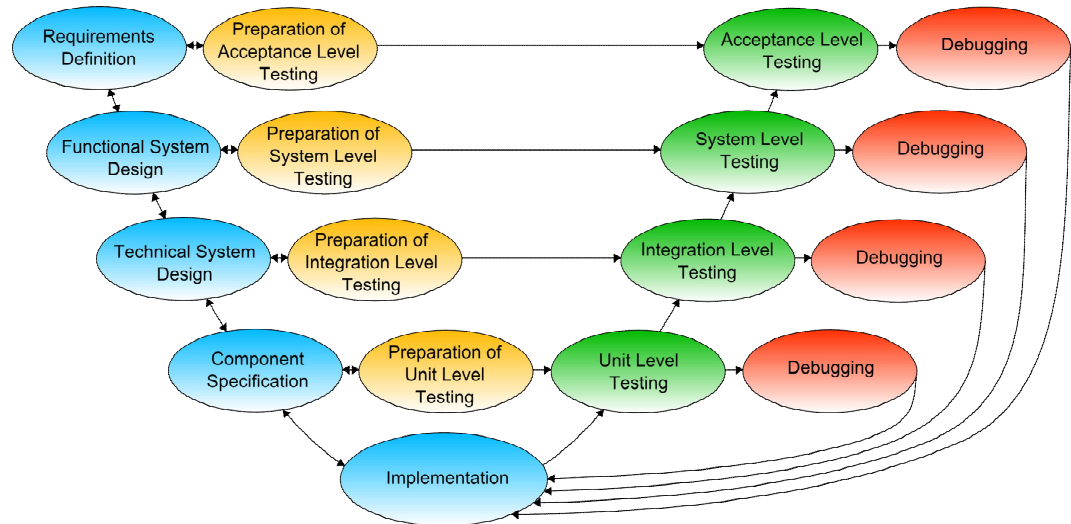 Requirements
Definition
Preparation of
Acceptance Level
Testing
Acceptance Level
Testing
Debugging
Functional System
Design
Preparation of
System Level
Testing
System Level
Testing
Debugging
Technical System
Design
Preparation of
Integration Level
Testing
Integration Level
Testing
Debugging
Component
Specification
Preparation of
Unit Level
Testing
Unit Level
Testing
Debugging
Implementation